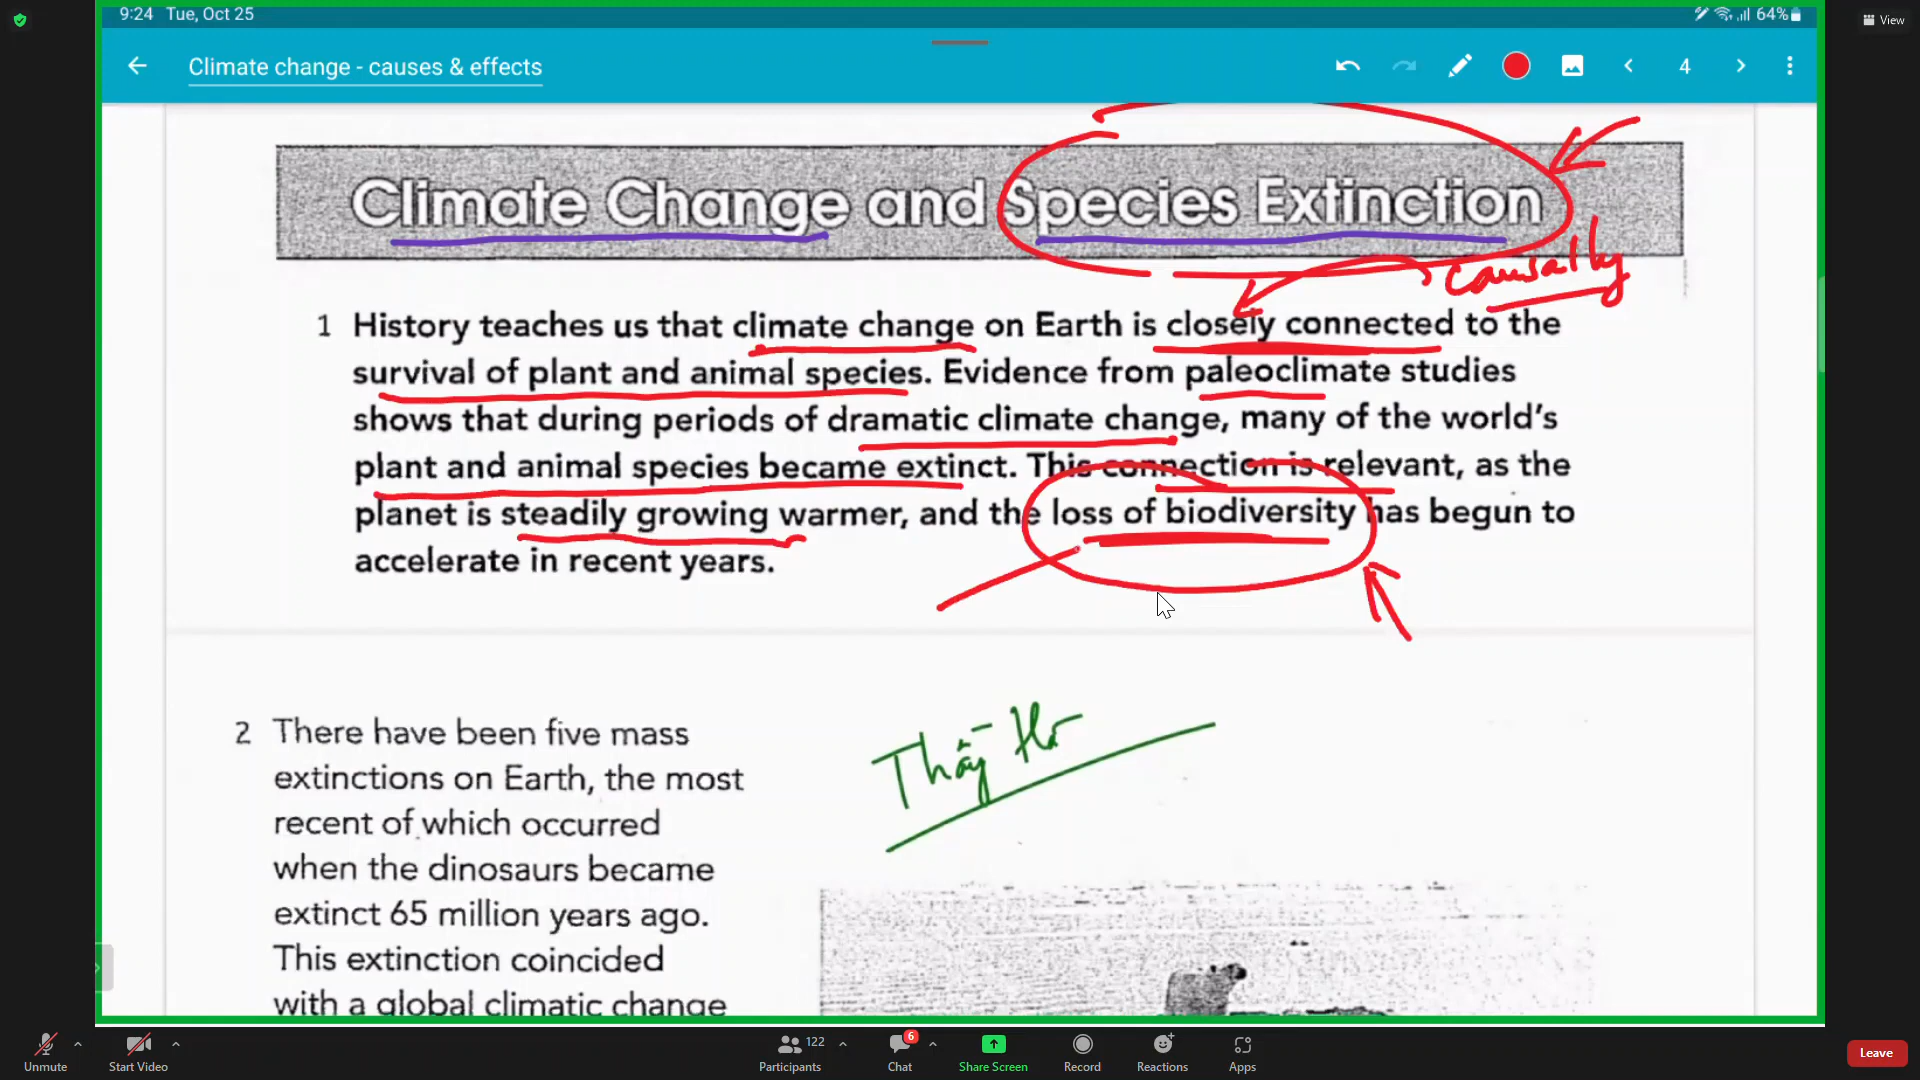 9:24 Tue, Oct 25
64%
View
Climate change - causes & effects
4
Climate Change and Species Extinction
causally
1 History teaches us that climate change on Earth is closely connected to the
survival of plant and animal species. Evidence from paleoclimate studies
shows that during periods of dramatic climate change, many of the world's
plant and animal species became extinct. This connection is relevant, as the
planet is steadily growing warmer, and the loss of biodiversity has begun to
accelerate in recent years.
2 There have been five mass
extinctions on Earth, the most
recent of which occurred
when the dinosaurs became
extinct 65 million years ago.
This extinction coincided
with a global climatic change
Thầy
Unmute
Start Video
Participants 122
Chat 6
Share Screen
Record
Reactions
Apps
Leave